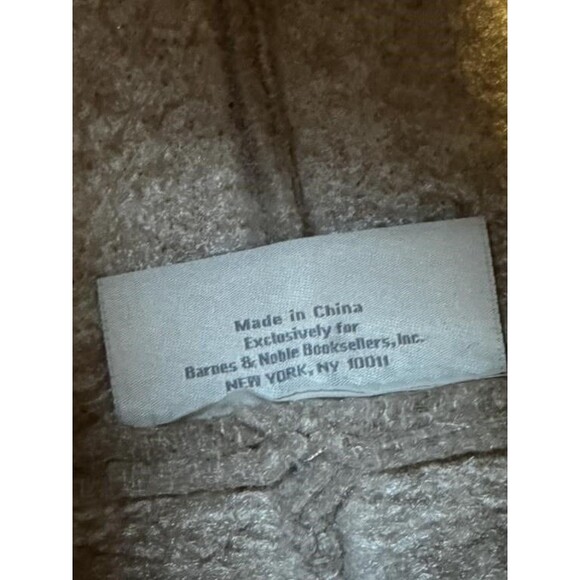 Made in China
Exclusively for
Barnes & Noble Booksellers, Inc.
NEW YORK, NY 10011